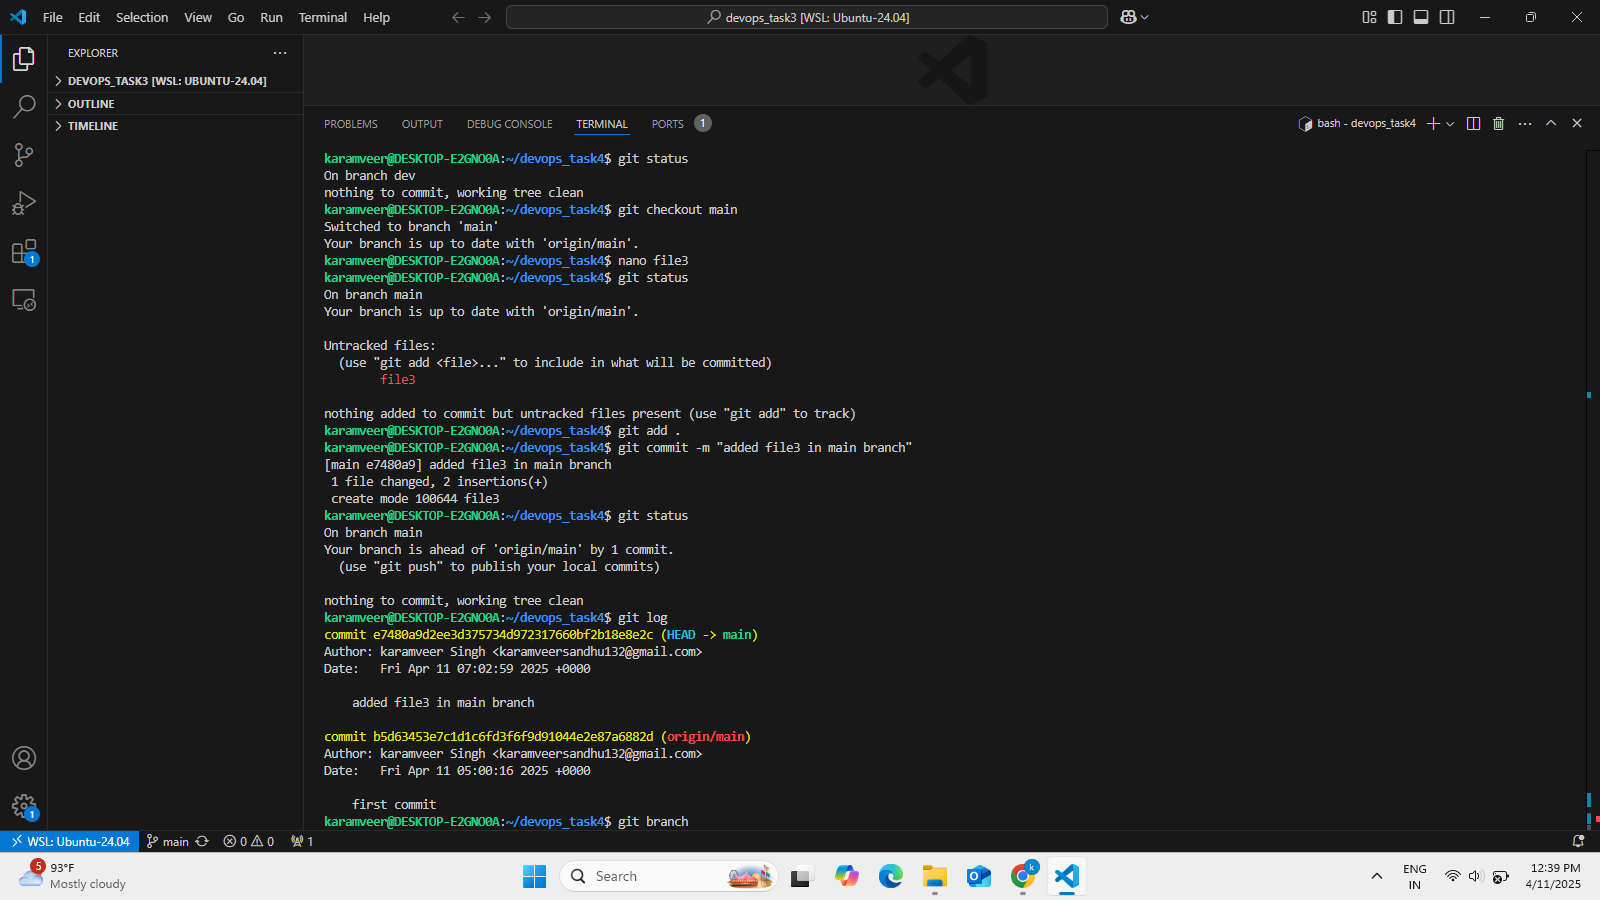 File Edit Selection View Go Run Terminal Help
devops_task3 [WSL: Ubuntu-24.04]
EXPLORER
DEVOPS_TASK3 [WSL: UBUNTU-24.04]
OUTLINE
TIMELINE
PROBLEMS OUTPUT DEBUG CONSOLE TERMINAL PORTS 1
bash - devops_task4
karamveer@DESKTOP-E2GNO0A:~/devops_task4$ git status
On branch dev
nothing to commit, working tree clean
karamveer@DESKTOP-E2GNO0A:~/devops_task4$ git checkout main
Switched to branch 'main'
Your branch is up to date with 'origin/main'.
karamveer@DESKTOP-E2GNO0A:~/devops_task4$ nano file3
karamveer@DESKTOP-E2GNO0A:~/devops_task4$ git status
On branch main
Your branch is up to date with 'origin/main'.
Untracked files:
(use "git add <file>..." to include in what will be committed)
file3
nothing added to commit but untracked files present (use "git add" to track)
karamveer@DESKTOP-E2GNO0A:~/devops_task4$ git add .
karamveer@DESKTOP-E2GNO0A:~/devops_task4$ git commit -m "added file3 in main branch"
[main e7480a9] added file3 in main branch
1 file changed, 2 insertions(+)
create mode 100644 file3
karamveer@DESKTOP-E2GNO0A:~/devops_task4$ git status
On branch main
Your branch is ahead of 'origin/main' by 1 commit.
(use "git push" to publish your local commits)
nothing to commit, working tree clean
karamveer@DESKTOP-E2GNO0A:~/devops_task4$ git log
commit e7480a9d2ee3d375734d972317660bf2b18e8e2c (HEAD -> main)
Author: karamveer Singh <karamveersandhu132@gmail.com>
Date: Fri Apr 11 07:02:59 2025 +0000
added file3 in main branch
commit b5d63453e7c1d1c6fd3f6f9d91044e2e87a6882d (origin/main)
Author: karamveer Singh <karamveersandhu132@gmail.com>
Date: Fri Apr 11 05:00:16 2025 +0000
first commit
karamveer@DESKTOP-E2GNO0A:~/devops_task4$ git branch
1
1
WSL: Ubuntu-24.04 main 0 0 1
5
93°F
Mostly cloudy
Search
k
ENG
IN
12:39 PM
4/11/2025